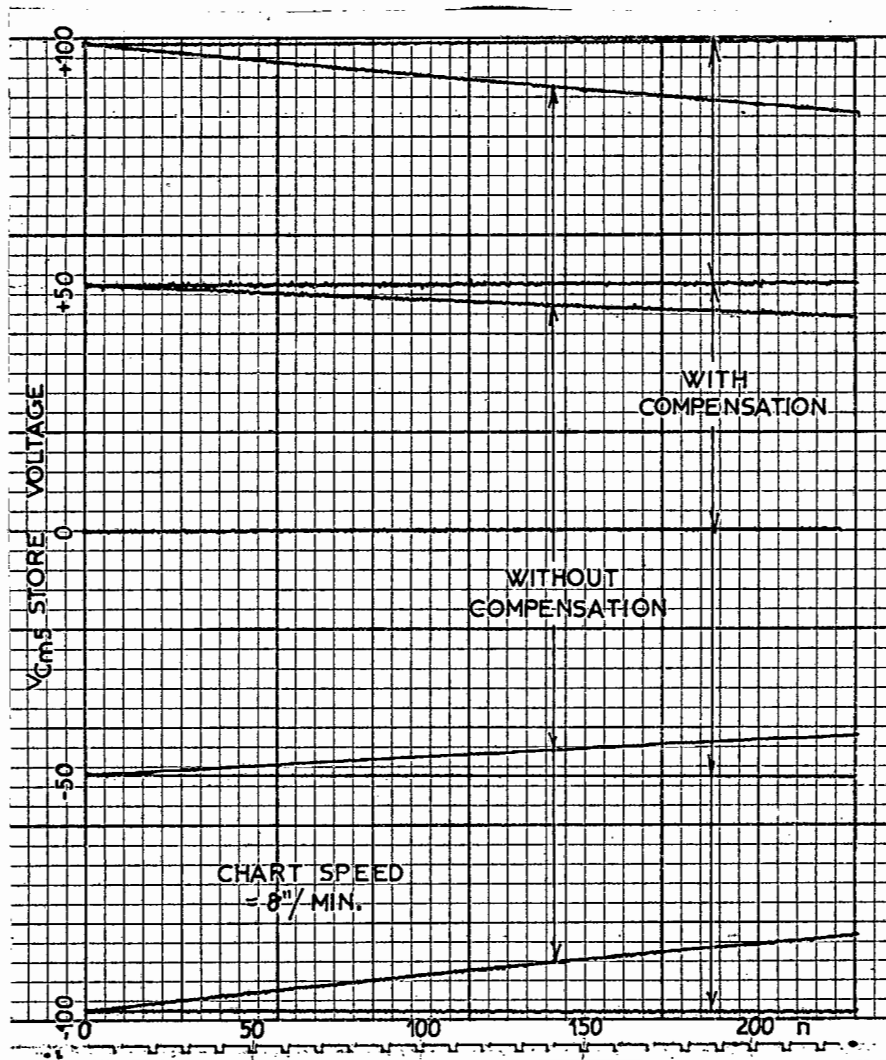 +100
+50
0
-50
-100
VCm5 STORE VOLTAGE
WITH
COMPENSATION
WITHOUT
COMPENSATION
CHART SPEED
= 8"/MIN.
0 50 100 150 200 n